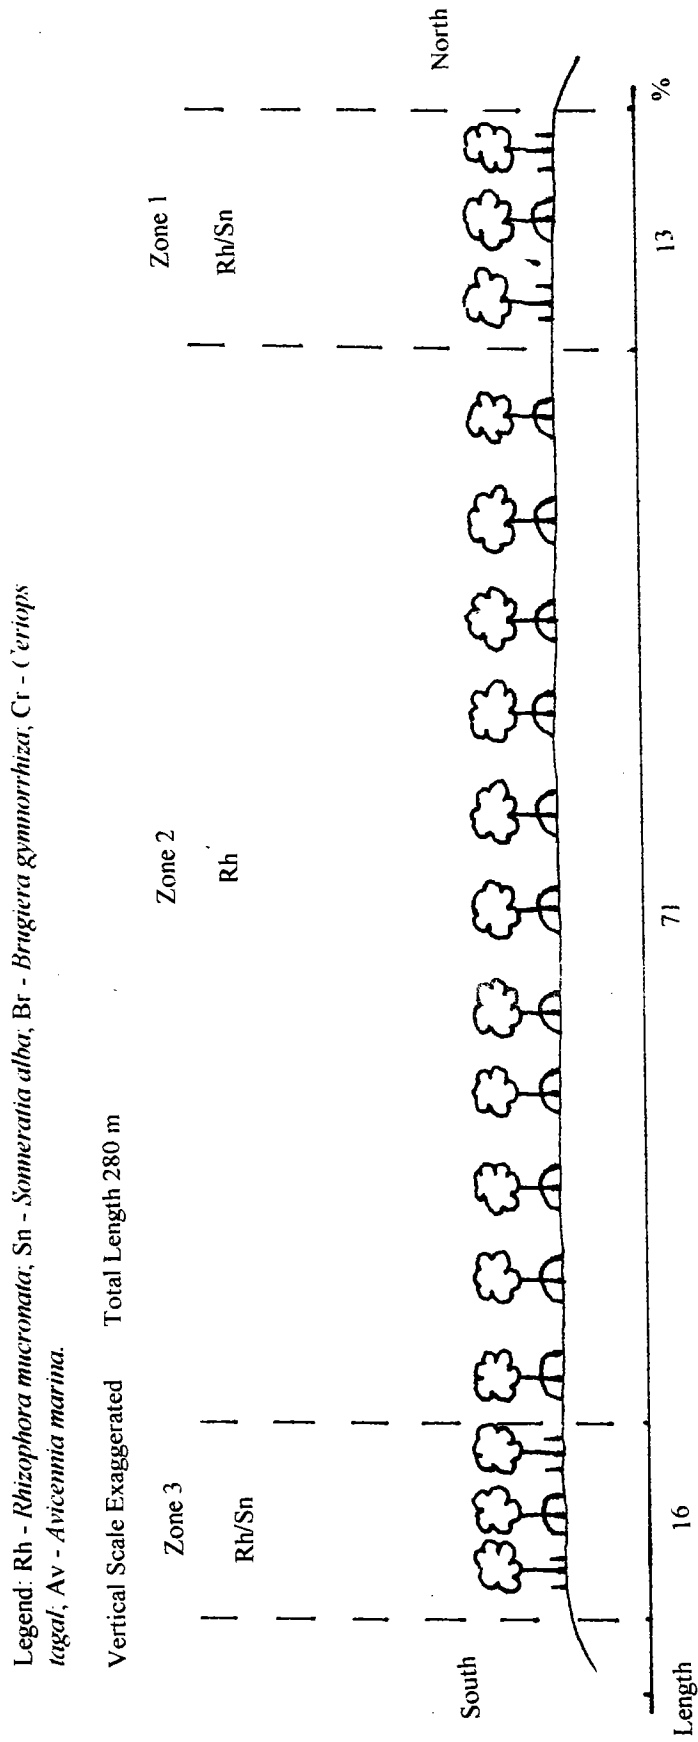 Legend: Rh - Rhizophora mucronata; Sn - Sonneratia alba; Br - Brugiera gymnorrhiza; Cr - Ceriops
tagal; Av - Avicennia marina.
Vertical Scale Exaggerated Total Length 280 m
Zone 3 Zone 2 Zone 1
Rh/Sn Rh Rh/Sn
South North
Length 16 71 13 %